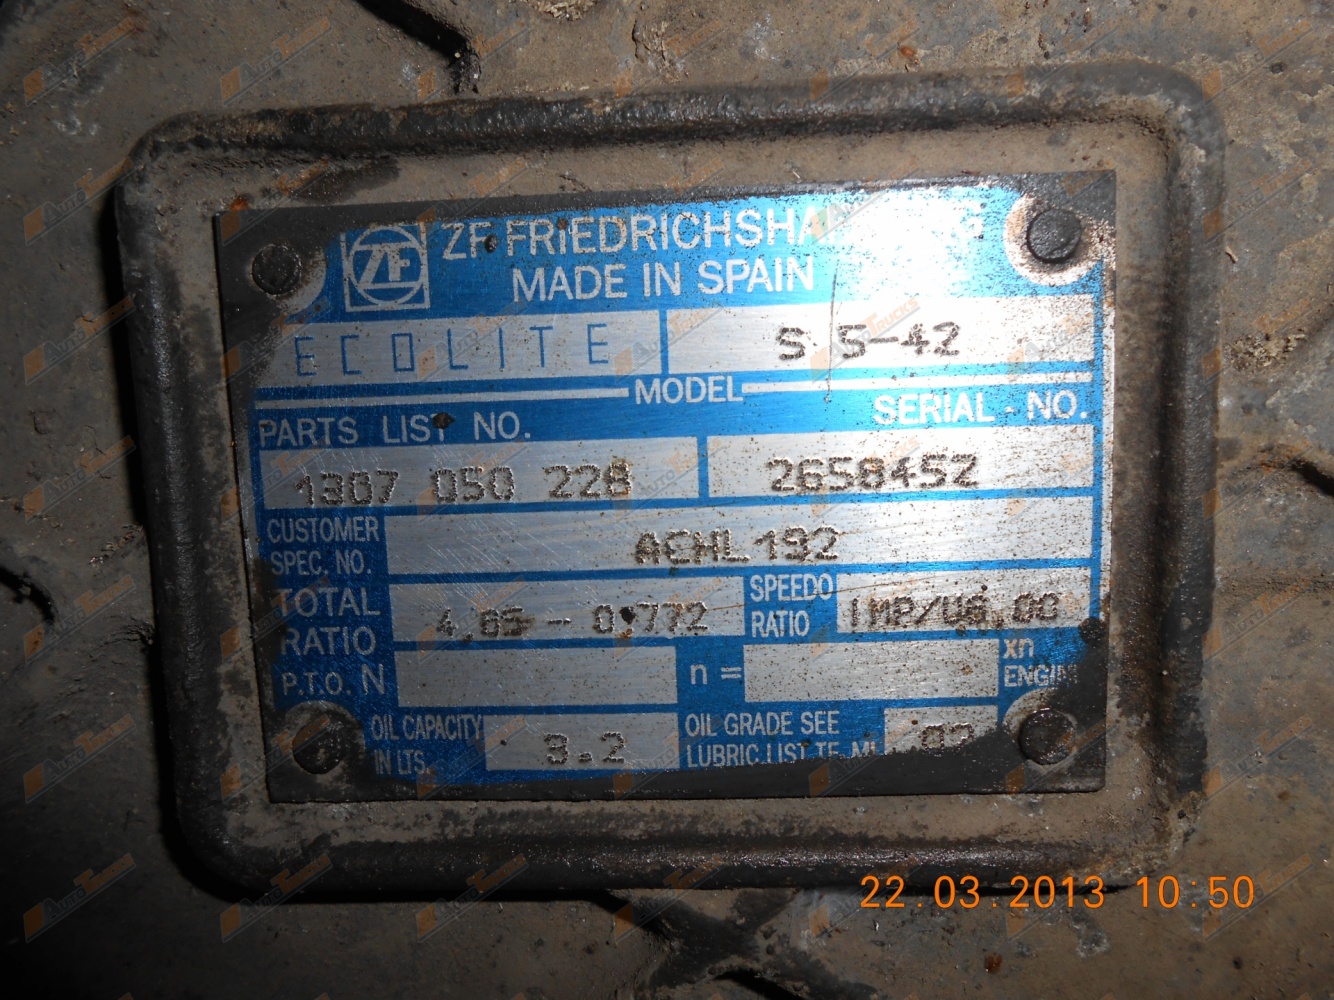 ZF FRIEDRICHSHA
MADE IN SPAIN
ECOLITE S 5-42
MODEL
PARTS LIST NO. SERIAL - NO.
1307 050 228 2658452
CUSTOMER
SPEC. NO.
192
TOTAL
RATIO
SPEEDO
RATIO
P.T.O. N n = xn
ENGIN
OIL CAPACITY
IN LTS.
3.2
OIL GRADE SEE
LUBRIC. LIST TE-ML 02
22.03.2013 10:50